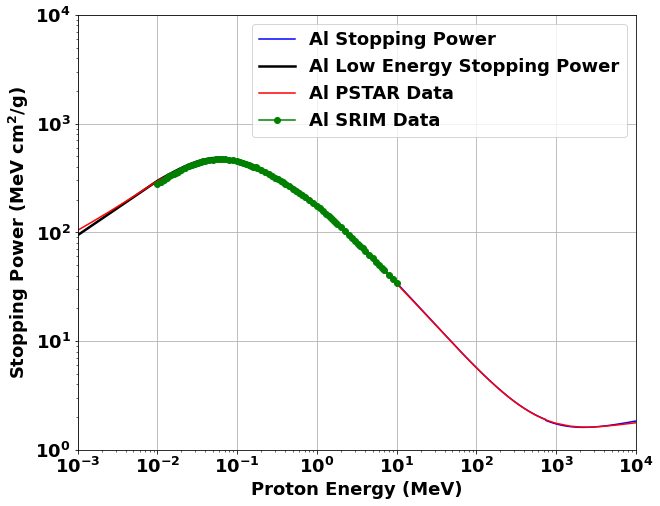 Al Stopping Power
Al Low Energy Stopping Power
Al PSTAR Data
Al SRIM Data
10⁴
10³
10²
10¹
10⁰
Stopping Power (MeV cm²/g)
10⁻³ 10⁻² 10⁻¹ 10⁰ 10¹ 10² 10³ 10⁴
Proton Energy (MeV)